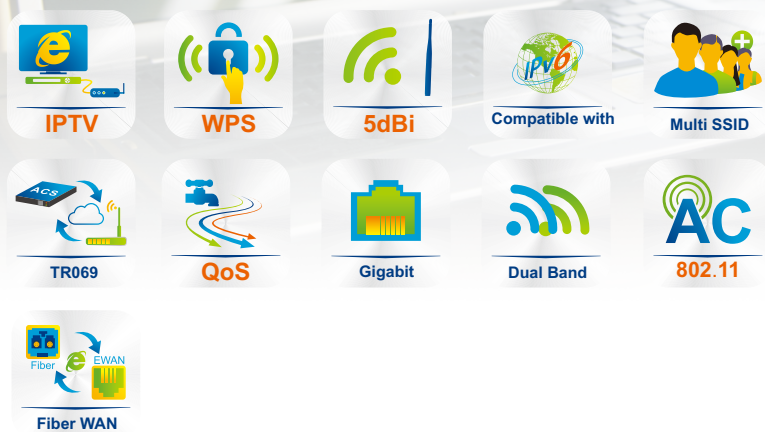 IPTV
WPS
5dBi
IPv6
Compatible with
Multi SSID
ACS
TR069
QoS
Gigabit
Dual Band
AC
802.11
Fiber
EWAN
Fiber WAN